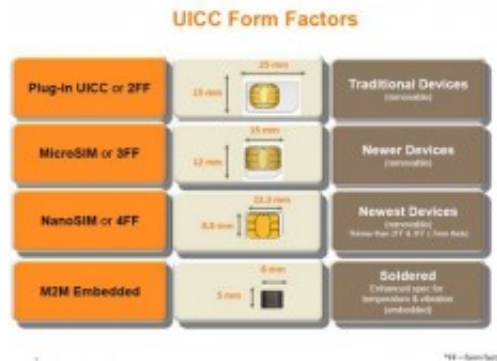 UICC Form Factors
Plug-in UICC or 2FF
25 mm
15 mm
Traditional Devices
(removable)
MicroSIM or 3FF
15 mm
12 mm
Newer Devices
(removable)
NanoSIM or 4FF
12.3 mm
8.8 mm
Newest Devices
(removable)
M2M Embedded
6 mm
5 mm
Soldered
Enhanced spec for
temperature & vibration
(embedded)